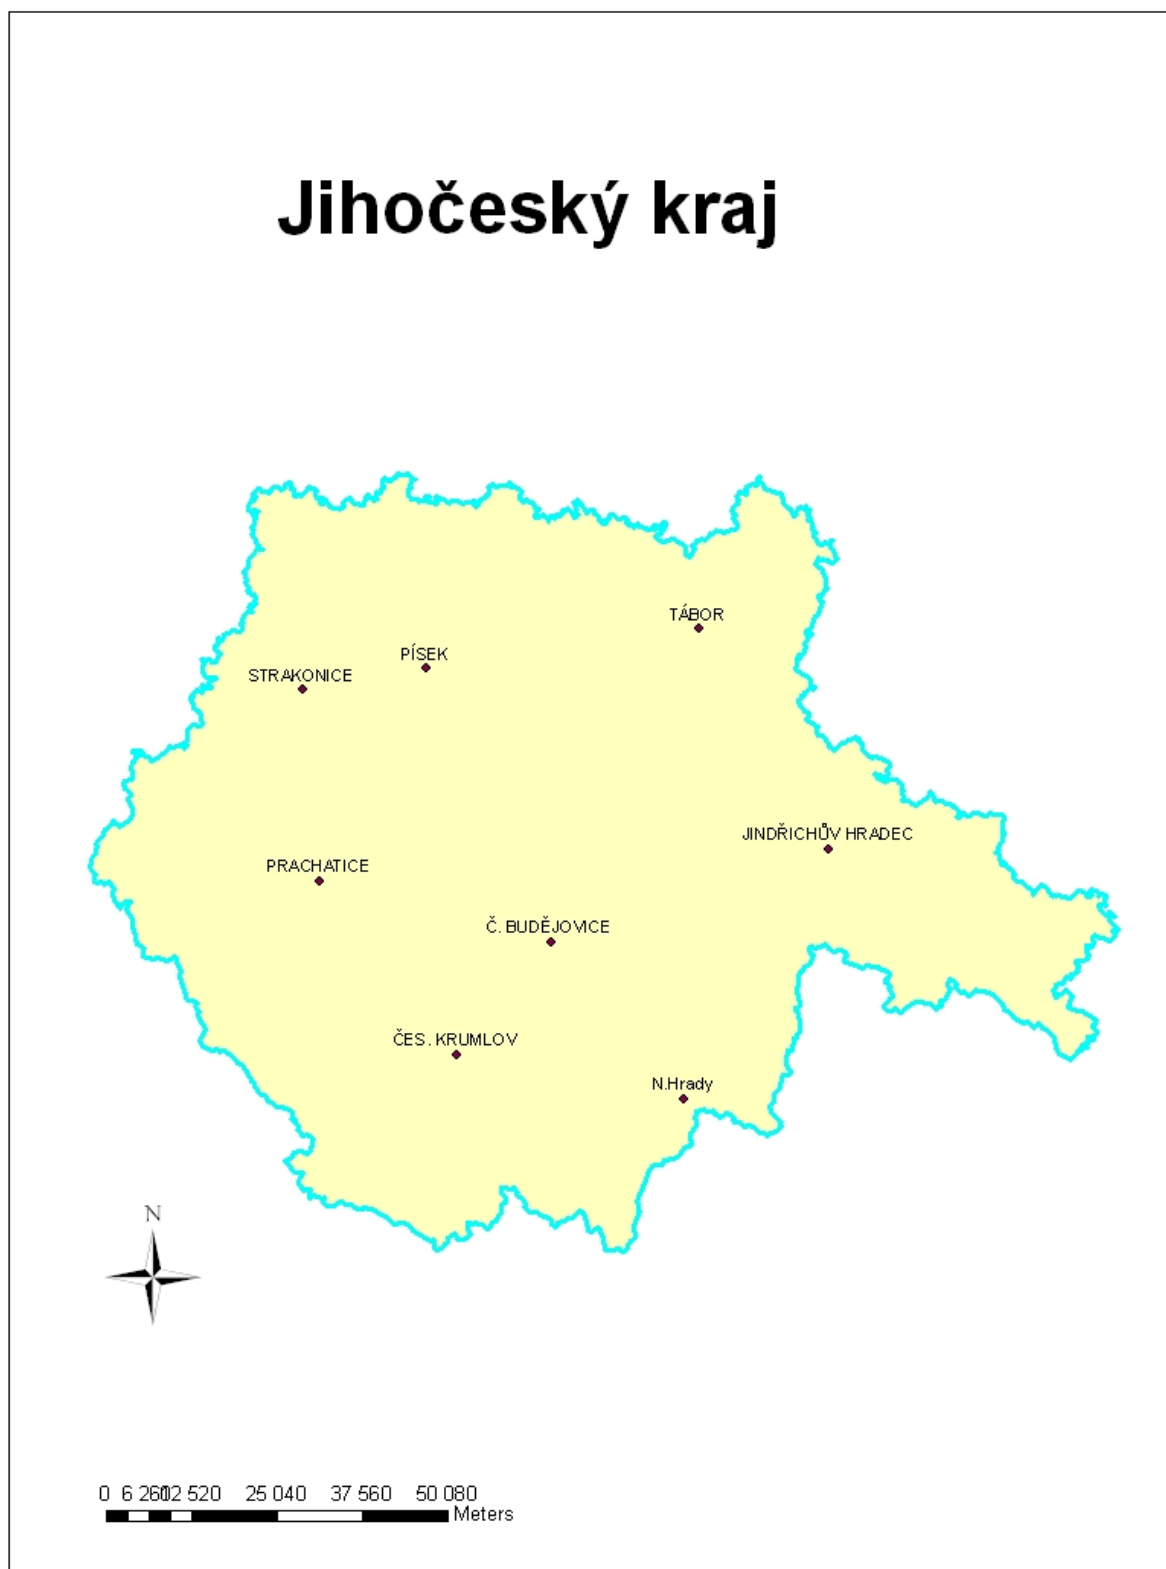 Jihočeský kraj
TÁBOR
PÍSEK
STRAKONICE
JINDŘICHŮV HRADEC
PRACHATICE
Č. BUDĚJOVICE
ČES. KRUMLOV
N.Hrady
N
0 6 260 12 520 25 040 37 560 50 080
Meters